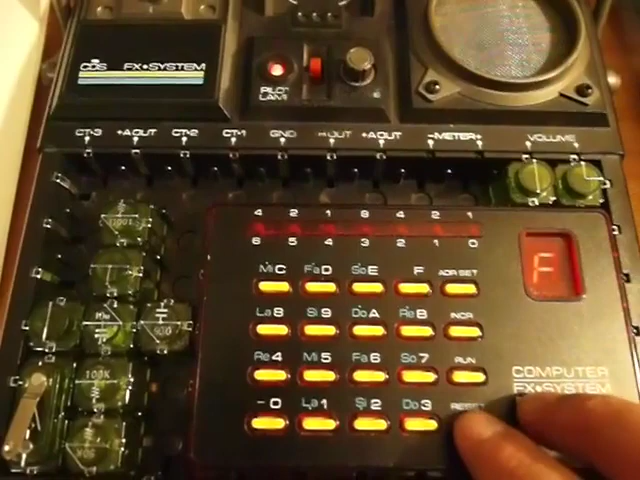 CDS FX•SYSTEM
PILOT
LAMP
CT-3 +A OUT CT-2 CT-1 GND +A OUT -METER+ VOLUME
4 2 1 8 4 2 1
6 5 4 3 2 1 0
F
Mi C Fa D So E F ADR SET
La 8 Si 9 Do A Re B INCR
Re 4 Mi 5 Fa 6 So 7 RUN
- 0 La 1 Si 2 Do 3 RESET
COMPUTER
FX•SYSTEM
100K